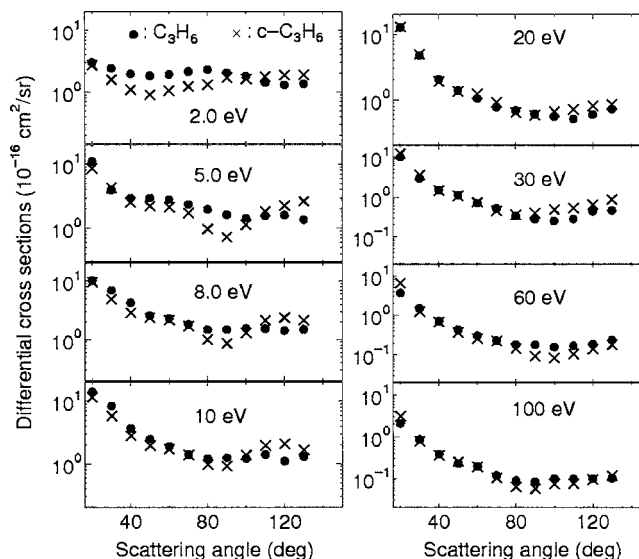 ● : C₃H₆ × : c–C₃H₆
Differential cross sections (10⁻¹⁶ cm²/sr)
10¹
10⁰
2.0 eV
10¹
10⁰
5.0 eV
10¹
10⁰
8.0 eV
10¹
10⁰
10 eV
40 80 120
Scattering angle (deg)
10¹
10⁰
20 eV
10¹
10⁰
10⁻¹
30 eV
10¹
10⁰
10⁻¹
60 eV
10¹
10⁰
10⁻¹
100 eV
40 80 120
Scattering angle (deg)